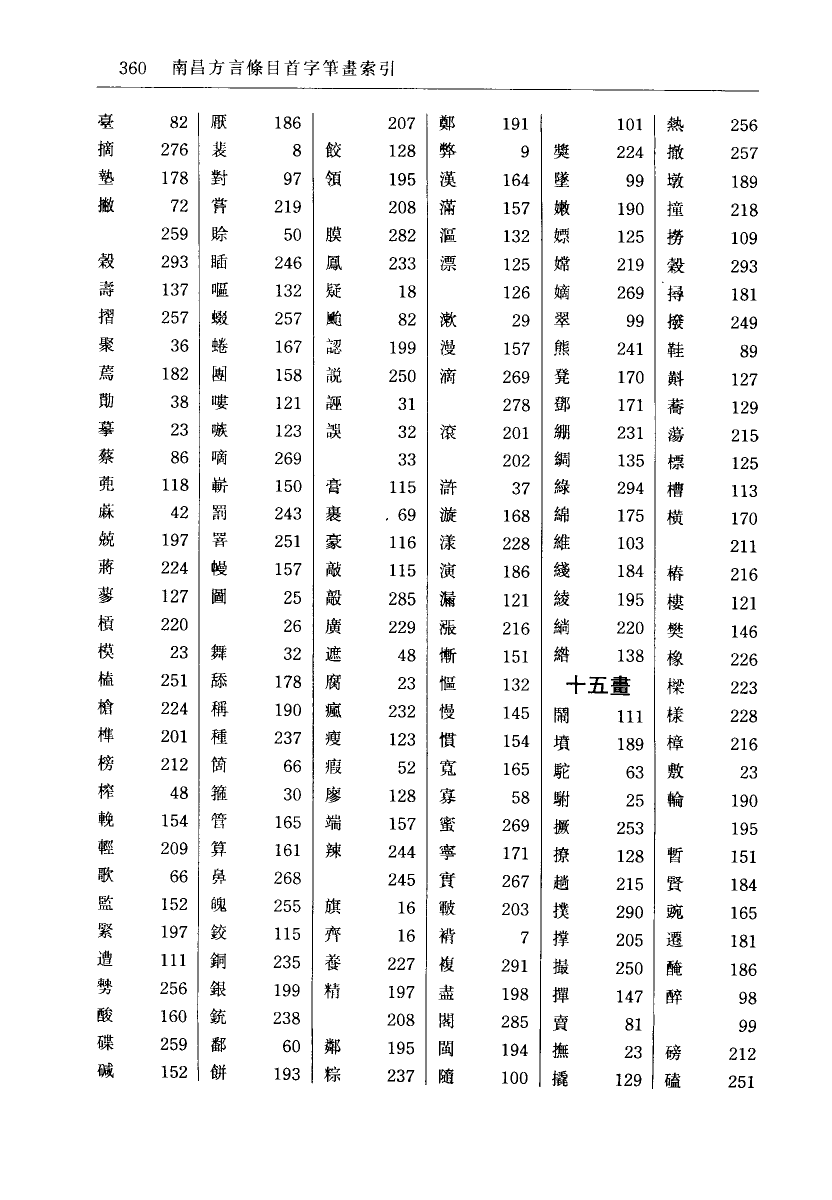 360 南昌方言條目首字筆畫索引
臺 82
摘 276
墊 178
撇 72
259
穀 293
壽 137
摺 257
聚 36
蔫 182
勩 38
摹 23
蔡 86
蔸 118
蔴 42
兢 197
蔣 224
蓼 127
槓 220
模 23
榼 251
槍 224
榫 201
榜 212
榨 48
輓 154
輕 209
歌 66
監 152
緊 197
遭 111
甥 256
酸 160
碟 259
碱 152
厭 186
裴 8
對 97
嘗 219
賒 50
䁯 246
嘔 132
蝃 257
蜷 167
團 158
嘍 121
嗾 123
嘀 269
嶄 150
罰 243
署 251
幔 157
圖 25
26
舞 32
舔 178
稱 190
種 237
箇 66
箍 30
管 165
算 161
鼻 268
魄 255
鉸 115
銅 235
銀 199
銃 238
鄱 60
餅 193
207
餃 128
領 195
208
膜 282
鳳 233
疑 18
颱 82
認 199
説 250
誣 31
誤 32
33
膏 115
裹 69
豪 116
敲 115
殻 285
廣 229
遮 48
腐 23
瘋 232
瘦 123
瘕 52
廖 128
端 157
辣 244
245
旗 16
齊 16
養 227
精 197
208
鄰 195
粽 237
鄭 191
弊 9
漢 164
滿 157
漚 132
漂 125
126
漱 29
漫 157
滴 269
278
滾 201
202
滸 37
漩 168
漾 228
演 186
漏 121
漲 216
慚 151
慪 132
慢 145
慣 154
寬 165
寡 58
蜜 269
寧 171
實 267
皸 203
褙 7
複 291
盡 198
閣 285
閩 194
隨 100
101
獎 224
墜 99
嫩 190
嫖 125
嫦 219
嫡 269
翠 99
熊 241
凳 170
鄧 171
綳 231
綢 135
綠 294
綿 175
維 103
綫 184
綾 195
緔 220
綹 138
十五畫
鬧 111
墳 189
駝 63
駙 25
撅 253
撩 128
趟 215
撲 290
撑 205
撮 250
撣 147
賣 81
撫 23
撬 129
熱 256
撤 257
墩 189
撞 218
撈 109
穀 293
撏 181
撥 249
鞋 89
㪷 127
蕎 129
蕩 215
標 125
槽 113
横 170
211
樁 216
樓 121
樊 146
橡 226
樑 223
樣 228
樟 216
敷 23
輪 190
195
暫 151
賢 184
豌 165
遷 181
醃 186
醉 98
99
磅 212
磕 251